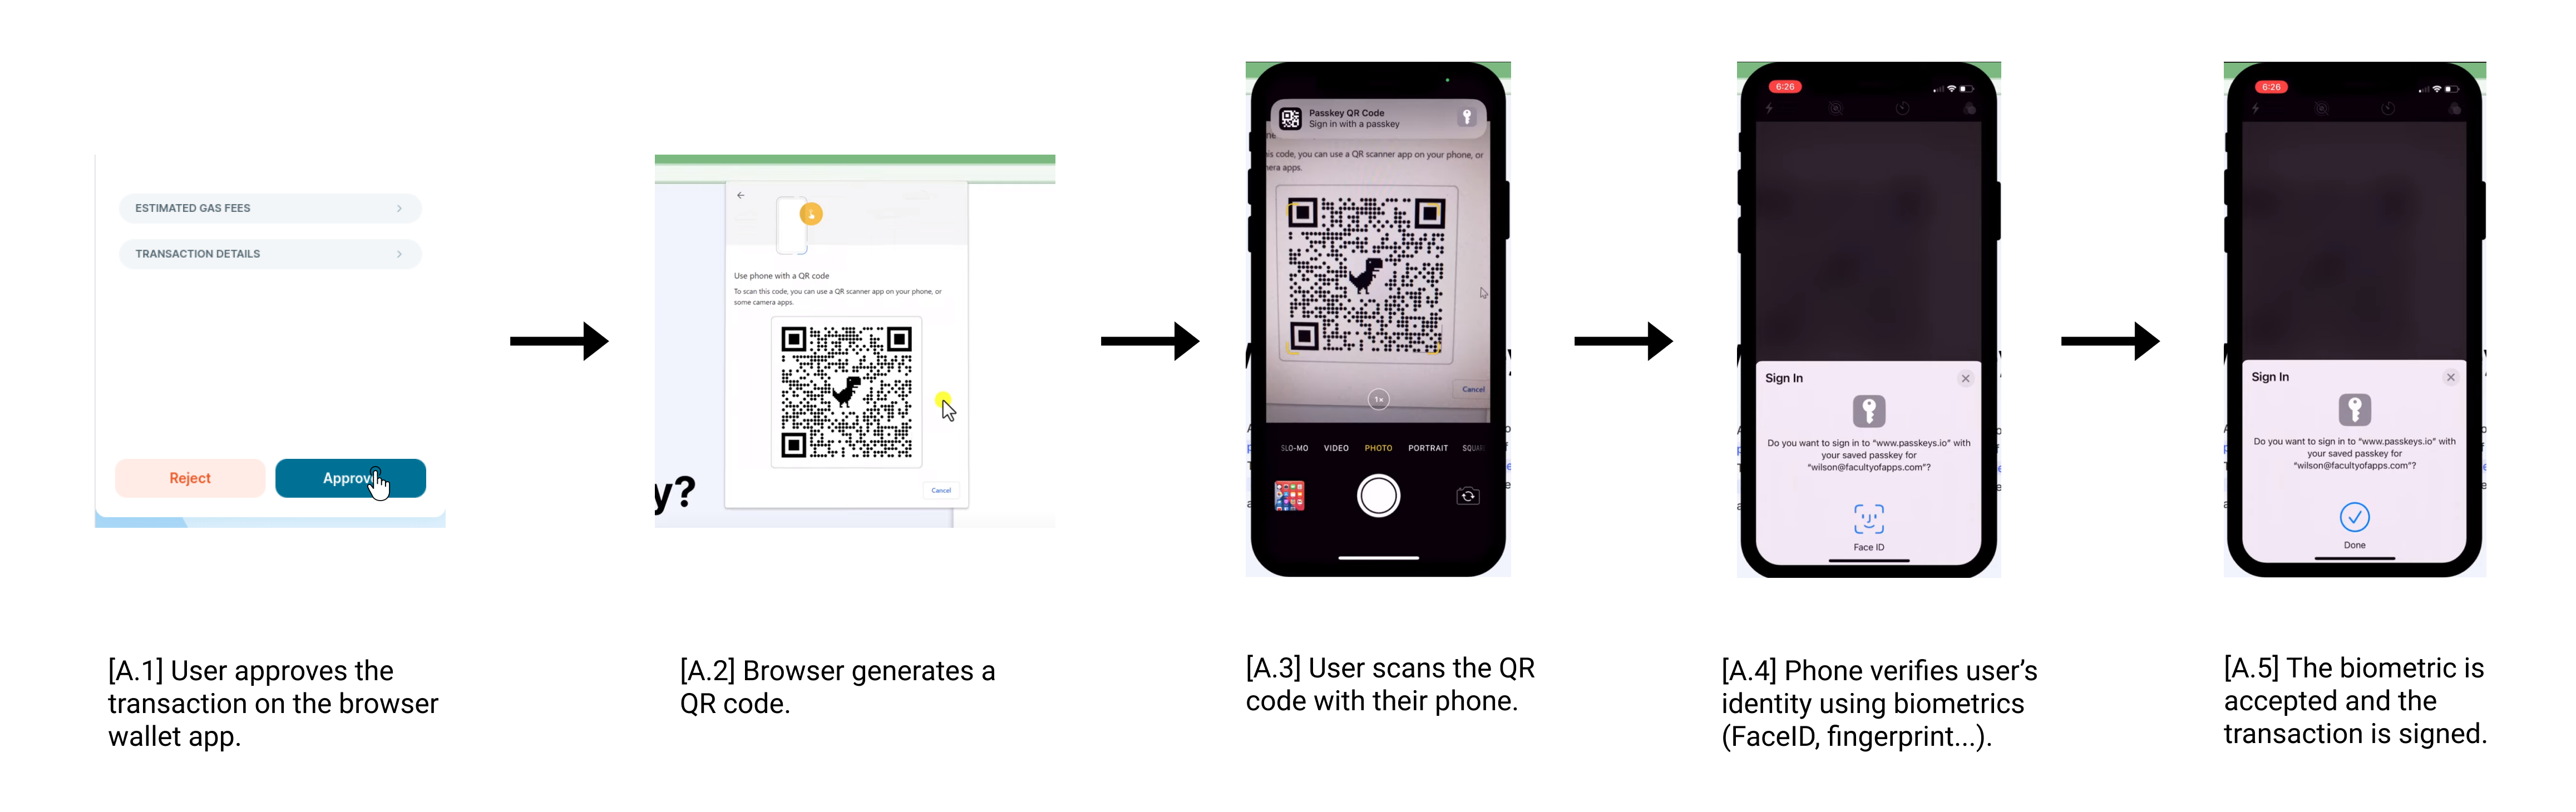 ESTIMATED GAS FEES
TRANSACTION DETAILS
Reject
Approve
Use phone with a QR code
To scan this code, you can use a QR scanner app on your phone, or
some camera apps.
Cancel
y?
Passkey QR Code
Sign in with a passkey
is code, you can use a QR scanner app on your phone, or
nera apps.
Cancel
1x
SLO-MO VIDEO PHOTO PORTRAIT SQUAR
6:26
Sign In
Do you want to sign in to “www.passkeys.io” with
your saved passkey for
“wilson@facultyofapps.com”?
Face ID
6:26
Sign In
Do you want to sign in to “www.passkeys.io” with
your saved passkey for
“wilson@facultyofapps.com”?
Done
[A.1] User approves the
transaction on the browser
wallet app.
[A.2] Browser generates a
QR code.
[A.3] User scans the QR
code with their phone.
[A.4] Phone verifies user’s
identity using biometrics
(FaceID, fingerprint...).
[A.5] The biometric is
accepted and the
transaction is signed.